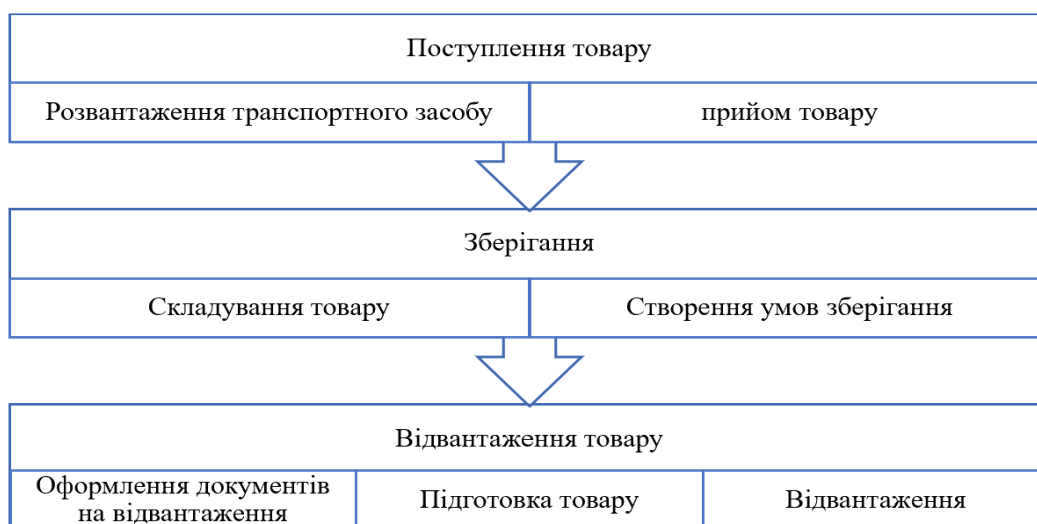 Поступлення товару
Розвантаження транспортного засобу
прийом товару
Зберігання
Складування товару
Створення умов зберігання
Відвантаження товару
Оформлення документів
на відвантаження
Підготовка товару
Відвантаження